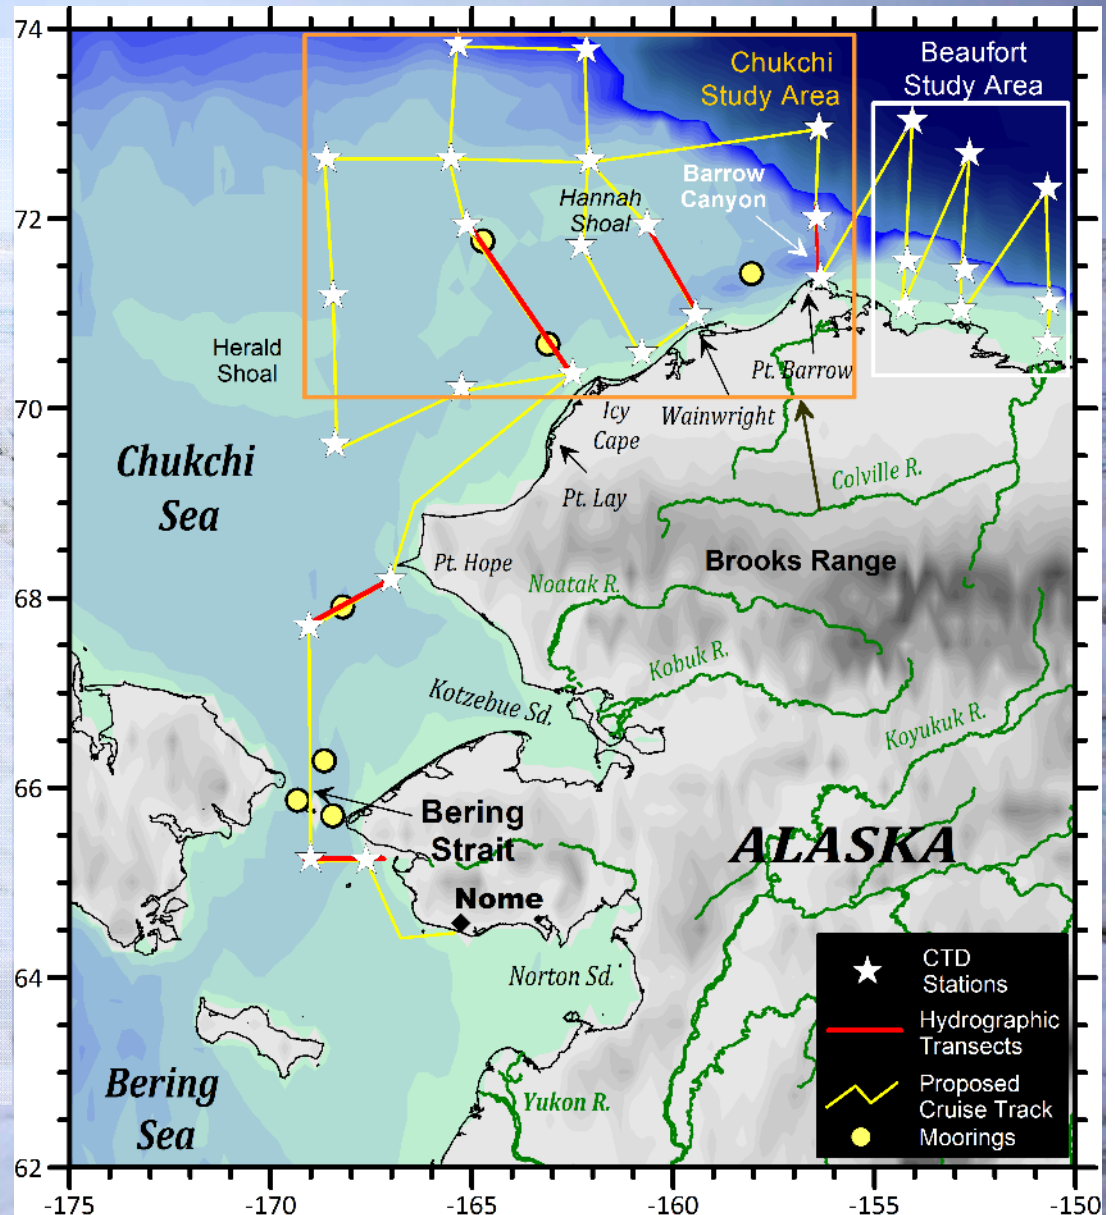 74
72
70
68
66
64
62
-175
-170
-165
-160
-155
-150
Chukchi
Study Area
Beaufort
Study Area
Barrow
Canyon
Hannah
Shoal
Herald
Shoal
Pt. Barrow
Wainwright
Icy
Cape
Pt. Lay
Chukchi
Sea
Colville R.
Pt. Hope
Brooks Range
Noatak R.
Kobuk R.
Kotzebue Sd.
Koyukuk R.
Bering
Strait
ALASKA
Nome
Norton Sd.
Bering
Sea
Yukon R.
CTD
Stations
Hydrographic
Transects
Proposed
Cruise Track
Moorings